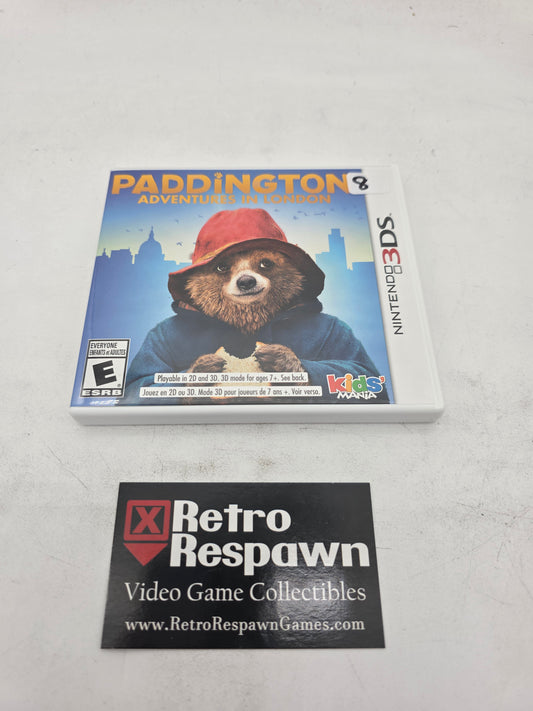 PADDINGTON
8
ADVENTURES IN LONDON
NINTENDO 3DS
EVERYONE
ENFANTS et ADULTES
E
ESRB
Playable in 2D and 3D. 3D mode for ages 7+. See back.
Jouez en 2D ou 3D. Mode 3D pour joueurs de 7 ans +. Voir verso.
Kids'
MANIA
X
Retro
Respawn
Video Game Collectibles
www.RetroRespawnGames.com